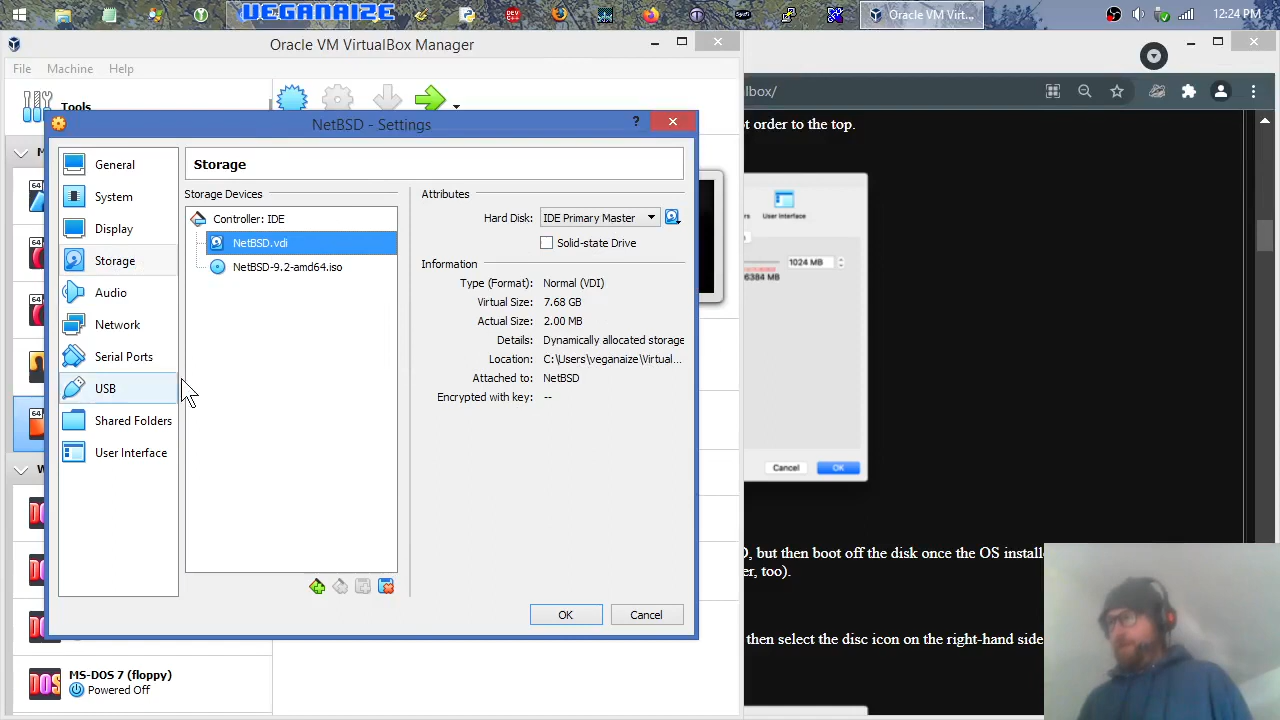 VEGANAIZE
Oracle VM Virt...
12:24 PM
Oracle VM VirtualBox Manager
File Machine Help
Tools
NetBSD - Settings
?
General
System
Display
Storage
Audio
Network
Serial Ports
USB
Shared Folders
User Interface
Storage
Storage Devices
Controller: IDE
NetBSD.vdi
NetBSD-9.2-amd64.iso
Attributes
Hard Disk: IDE Primary Master
Solid-state Drive
Information
Type (Format): Normal (VDI)
Virtual Size: 7.68 GB
Actual Size: 2.00 MB
Details: Dynamically allocated storage
Location: C:\Users\veganaize\Virtual...
Attached to: NetBSD
Encrypted with key: --
OK
Cancel
MS-DOS 7 (floppy)
Powered Off
lbox/
ot order to the top.
User Interface
1024 MB
16384 MB
Cancel
OK
D, but then boot off the disk once the OS install
er, too).
then select the disc icon on the right-hand side